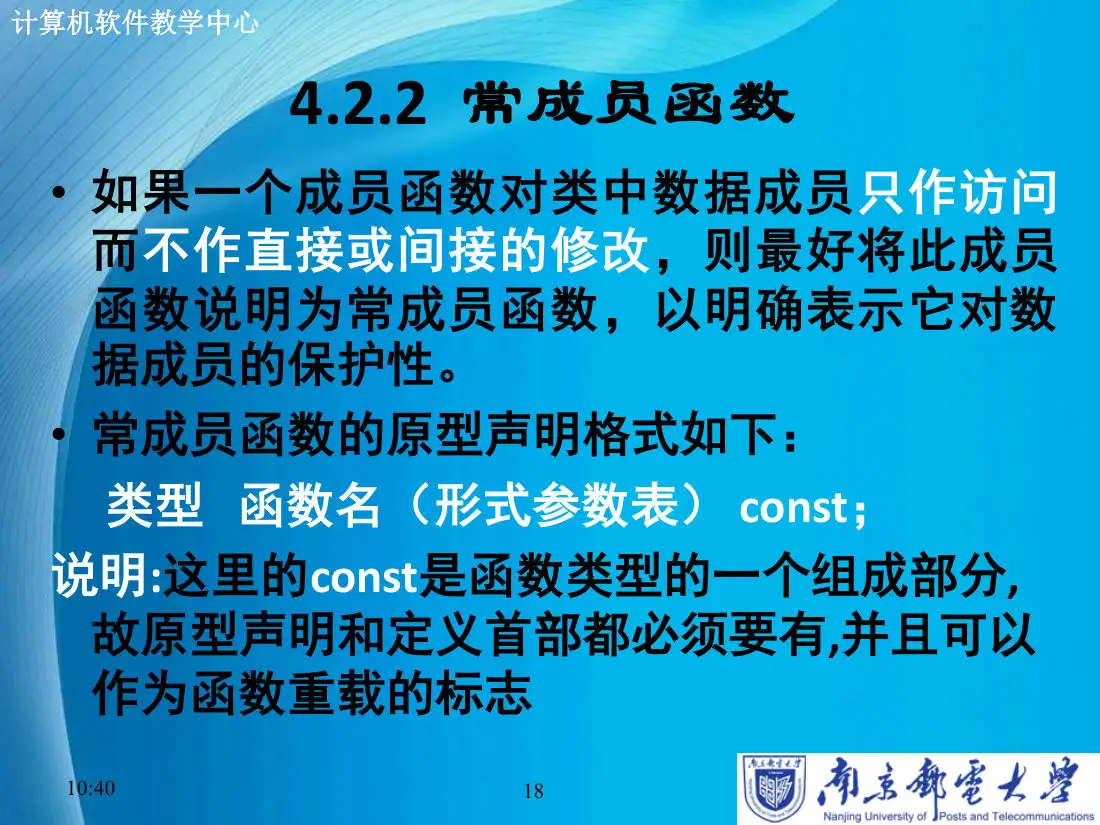 计算机软件教学中心
4.2.2 常成员函数
• 如果一个成员函数对类中数据成员只作访问
而不作直接或间接的修改，则最好将此成员
函数说明为常成员函数，以明确表示它对数
据成员的保护性。
• 常成员函数的原型声明格式如下：
类型 函数名（形式参数表） const；
说明:这里的const是函数类型的一个组成部分,
故原型声明和定义首部都必须要有,并且可以
作为函数重载的标志
10:40
18
南京郵電大學
Nanjing University of Posts and Telecommunications